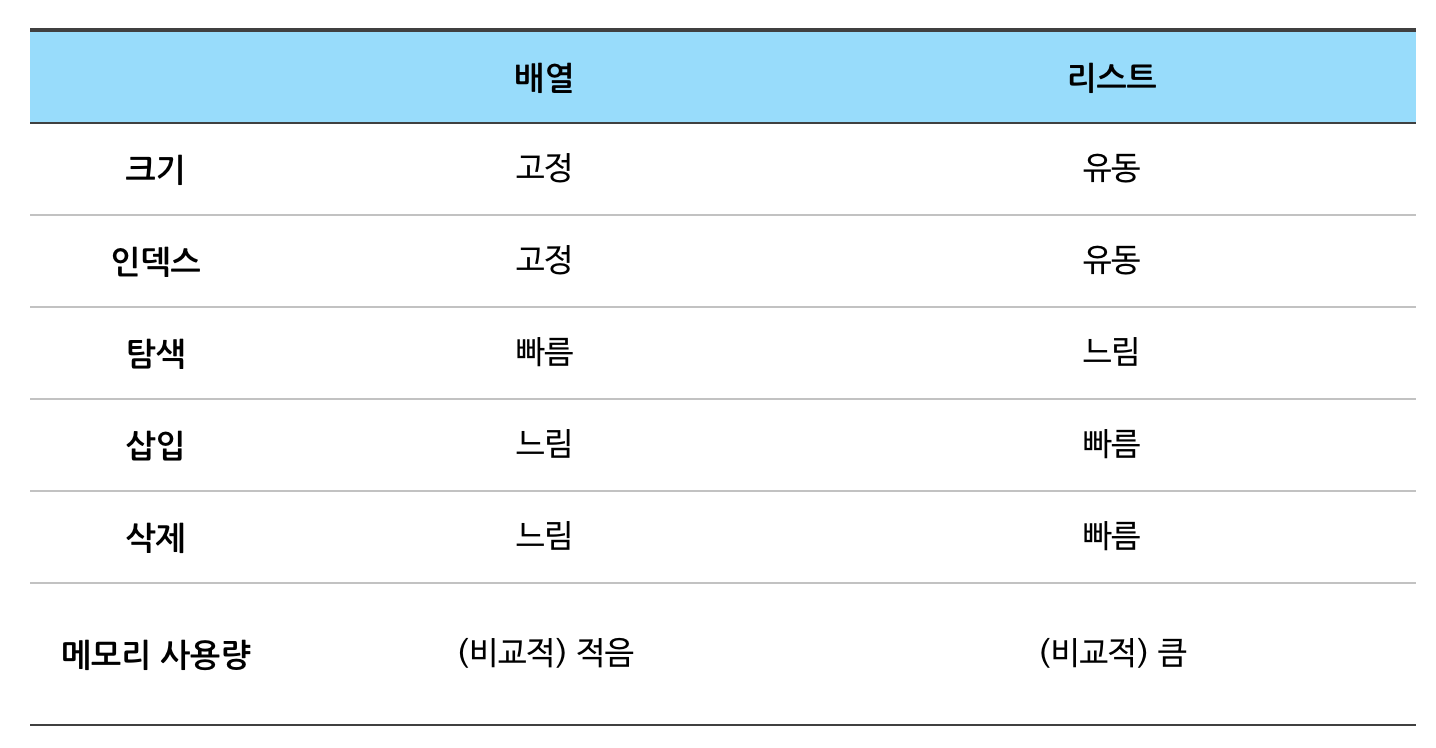 배열 리스트
크기 고정 유동
인덱스 고정 유동
탐색 빠름 느림
삽입 느림 빠름
삭제 느림 빠름
메모리 사용량 (비교적) 적음 (비교적) 큼